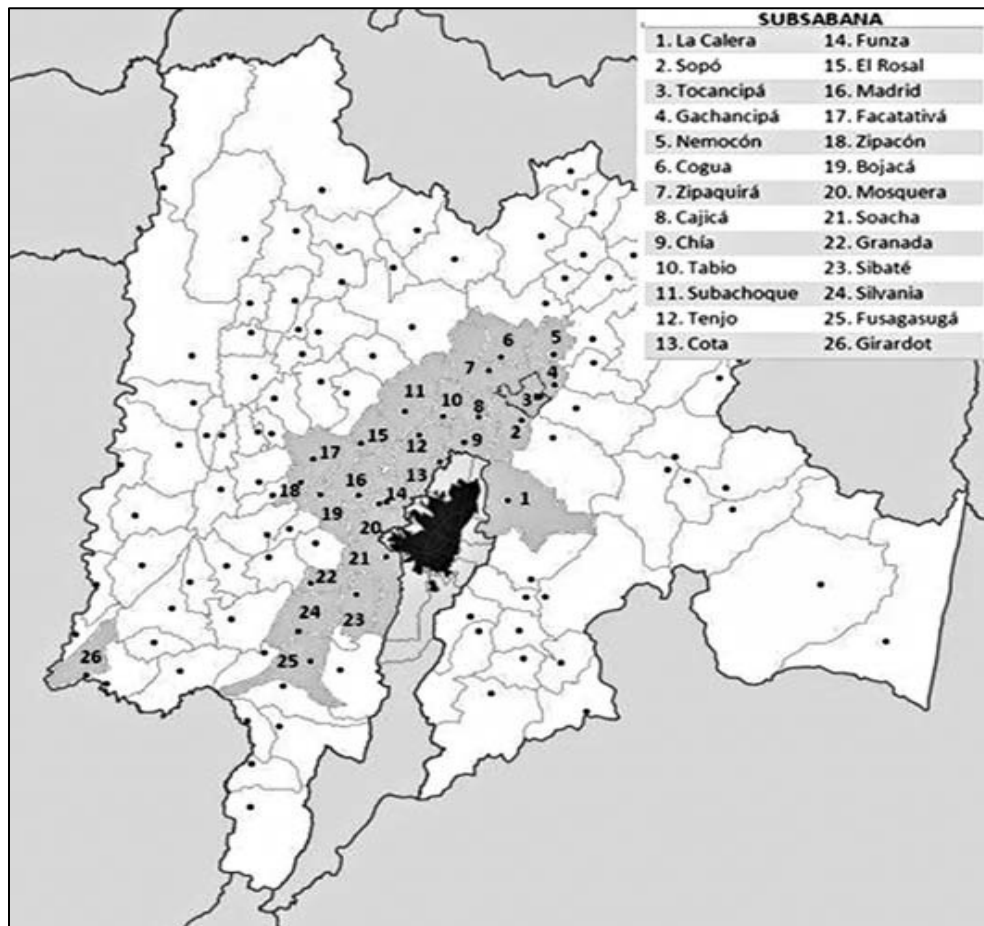 SUBSABANA
1. La Calera 14. Funza
2. Sopó 15. El Rosal
3. Tocancipá 16. Madrid
4. Gachancipá 17. Facatativá
5. Nemocón 18. Zipacón
6. Cogua 19. Bojacá
7. Zipaquirá 20. Mosquera
8. Cajicá 21. Soacha
9. Chía 22. Granada
10. Tabio 23. Sibaté
11. Subachoque 24. Silvania
12. Tenjo 25. Fusagasugá
13. Cota 26. Girardot
5
6
7
4
3
11
10
8
2
15
12
9
17
13
18
16
14
1
19
20
21
22
24
23
26
25